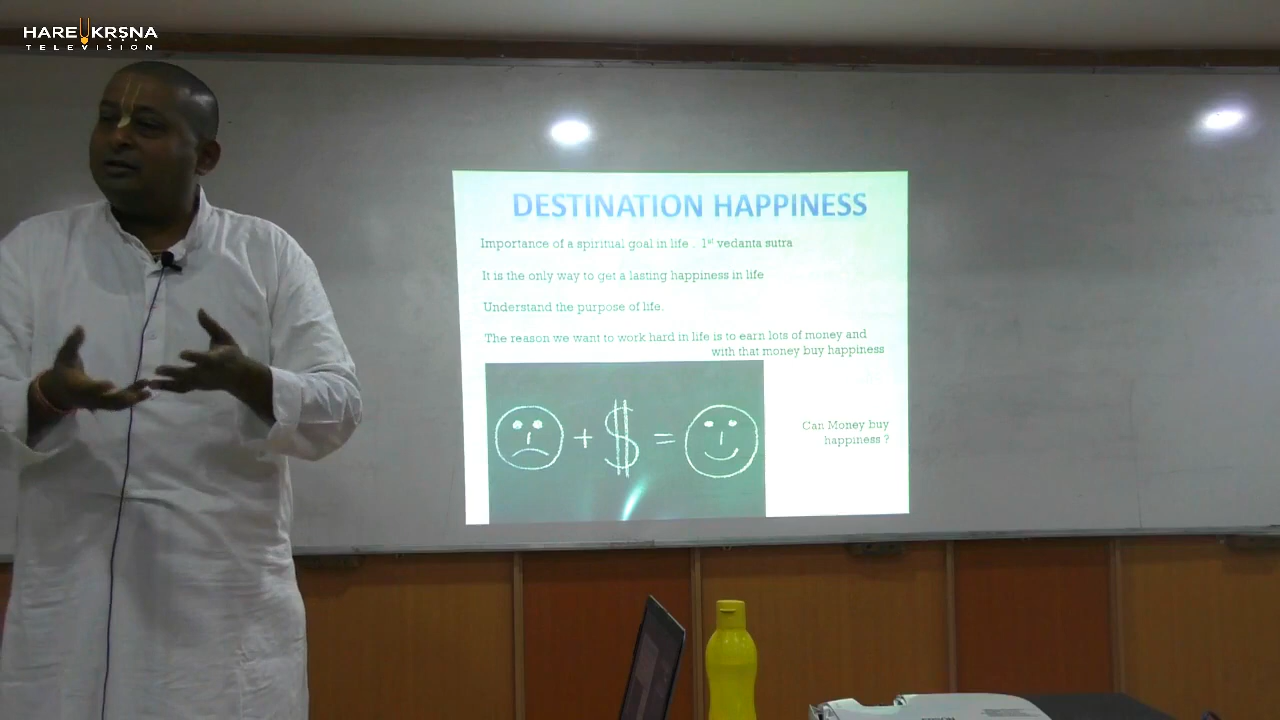 HARE KRSNA
TELEVISION
DESTINATION HAPPINESS
Importance of a spiritual goal in life . 1st vedanta sutra
It is the only way to get a lasting happiness in life
Understand the purpose of life.
The reason we want to work hard in life is to earn lots of money and
with that money buy happiness
+ $ =
Can Money buy
happiness ?
EPSON